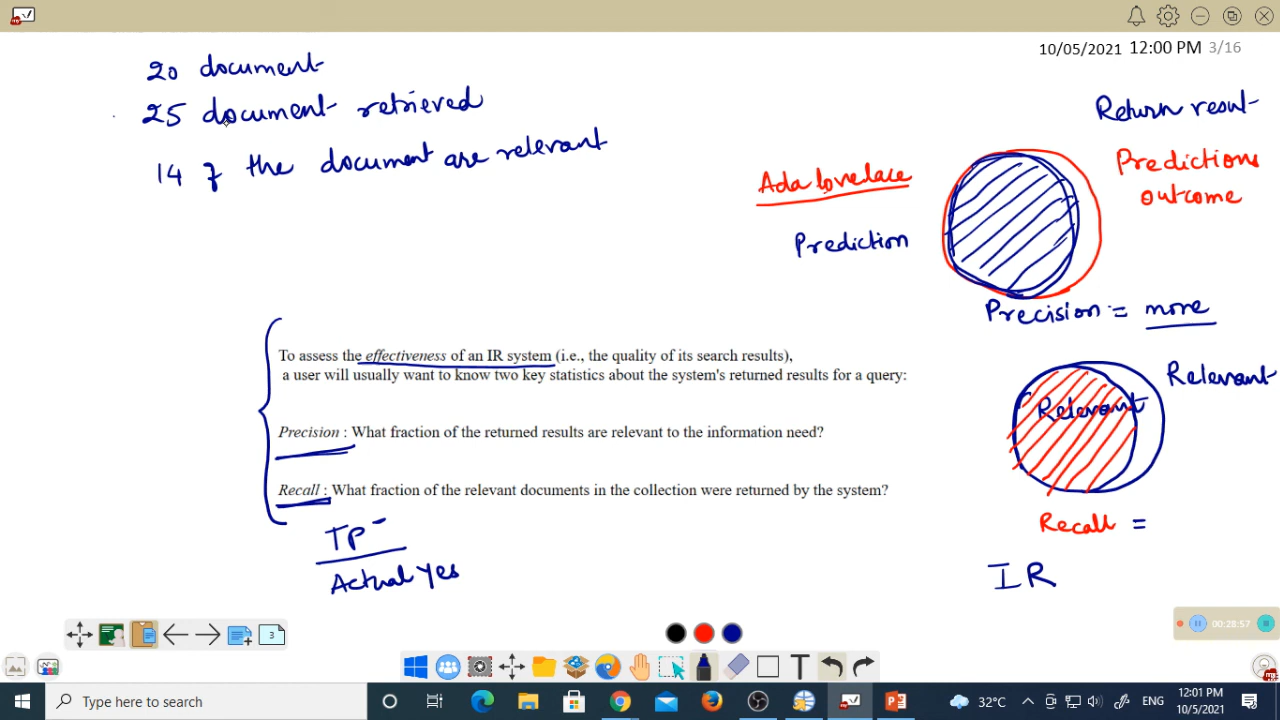 10/05/2021 12:00 PM 3/16
20 document
25 document retrieved
14 of the document are relevant
Return result
Predictions
outcome
Ada lovelace
Prediction
Precision = more
To assess the effectiveness of an IR system (i.e., the quality of its search results),
a user will usually want to know two key statistics about the system's returned results for a query:
Precision : What fraction of the returned results are relevant to the information need?
Recall : What fraction of the relevant documents in the collection were returned by the system?
TP
Actual Yes
Relevant
Relevant
Recall =
IR
3
00:28:57
T
Type here to search
32°C
ENG
12:01 PM
10/5/2021